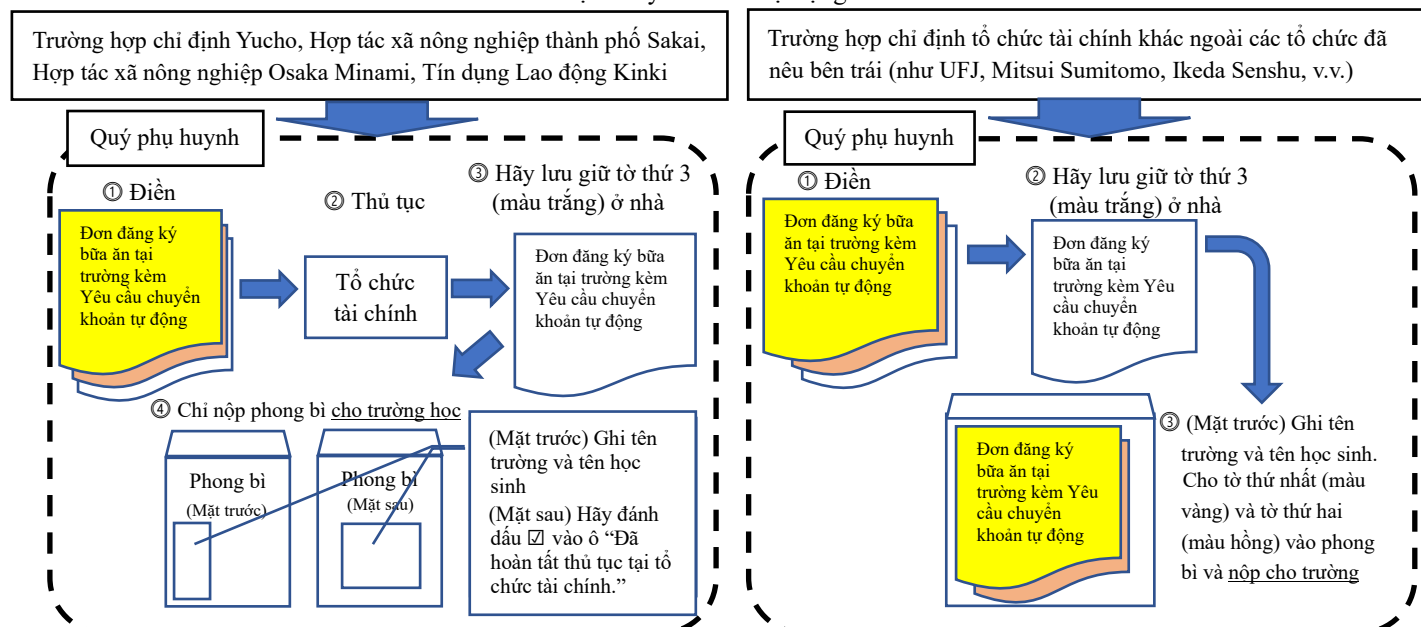 Trường hợp chỉ định Yucho, Hợp tác xã nông nghiệp thành phố Sakai,
Hợp tác xã nông nghiệp Osaka Minami, Tín dụng Lao động Kinki
Quý phụ huynh
① Điền
Đơn đăng ký
bữa ăn tại
trường kèm
Yêu cầu chuyển
khoản tự động
② Thủ tục
Tổ chức
tài chính
③ Hãy lưu giữ tờ thứ 3
(màu trắng) ở nhà
Đơn đăng ký bữa
ăn tại trường kèm
Yêu cầu chuyển
khoản tự động
④ Chỉ nộp phong bì cho trường học
Phong bì
(Mặt trước)
Phong bì
(Mặt sau)
(Mặt trước) Ghi tên
trường và tên học
sinh
(Mặt sau) Hãy đánh
dấu ☑ vào ô “Đã
hoàn tất thủ tục tại tổ
chức tài chính.”
Trường hợp chỉ định tổ chức tài chính khác ngoài các tổ chức đã
nêu bên trái (như UFJ, Mitsui Sumitomo, Ikeda Senshu, v.v.)
Quý phụ huynh
① Điền
Đơn đăng ký bữa
ăn tại trường kèm
Yêu cầu chuyển
khoản tự động
② Hãy lưu giữ tờ thứ 3
(màu trắng) ở nhà
Đơn đăng ký
bữa ăn tại
trường kèm Yêu
cầu chuyển
khoản tự động
Đơn đăng ký
bữa ăn tại
trường kèm Yêu
cầu chuyển
khoản tự động
③ (Mặt trước) Ghi tên
trường và tên học sinh.
Cho tờ thứ nhất (màu
vàng) và tờ thứ hai
(màu hồng) vào phong
bì và nộp cho trường